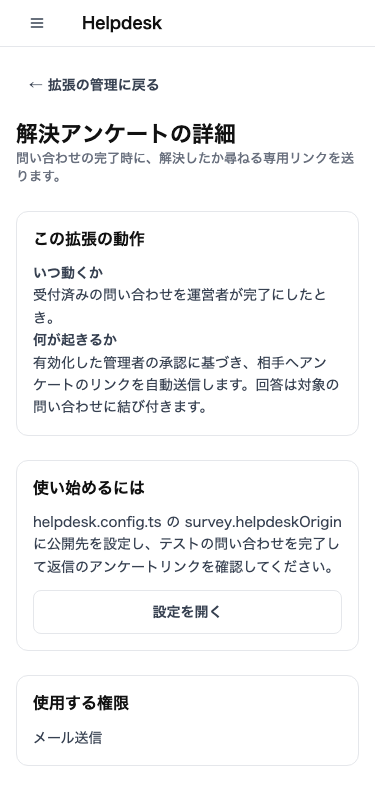 Helpdesk
← 拡張の管理に戻る
解決アンケートの詳細
問い合わせの完了時に、解決したか尋ねる専用リンクを送
ります。
この拡張の動作
いつ動くか
受付済みの問い合わせを運営者が完了にしたと
き。
何が起きるか
有効化した管理者の承認に基づき、相手へアン
ケートのリンクを自動送信します。回答は対象の
問い合わせに結び付きます。
使い始めるには
helpdesk.config.ts の survey.helpdeskOrigin
に公開先を設定し、テストの問い合わせを完了し
て返信のアンケートリンクを確認してください。
設定を開く
使用する権限
メール送信